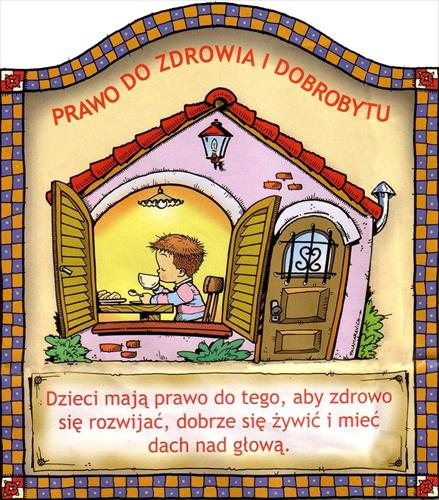 PRAWO DO ZDROWIA I DOBROBYTU
Dzieci mają prawo do tego, aby zdrowo
się rozwijać, dobrze się żywić i mieć
dach nad głową.